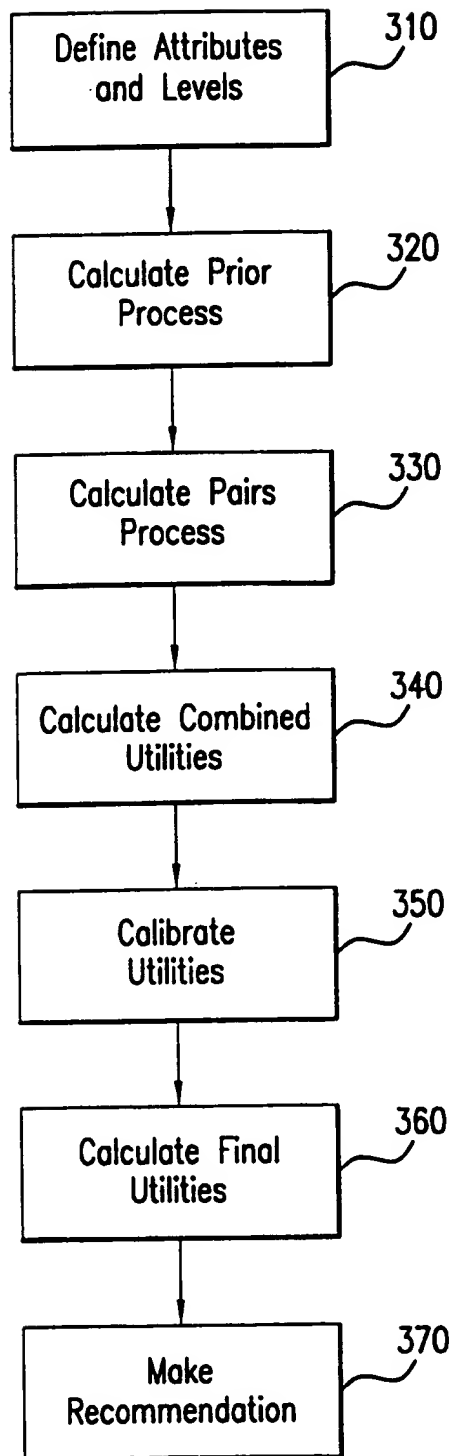 Define Attributes
and Levels
310
Calculate Prior
Process
320
Calculate Pairs
Process
330
Calculate Combined
Utilities
340
Calibrate
Utilities
350
Calculate Final
Utilities
360
Make
Recommendation
370